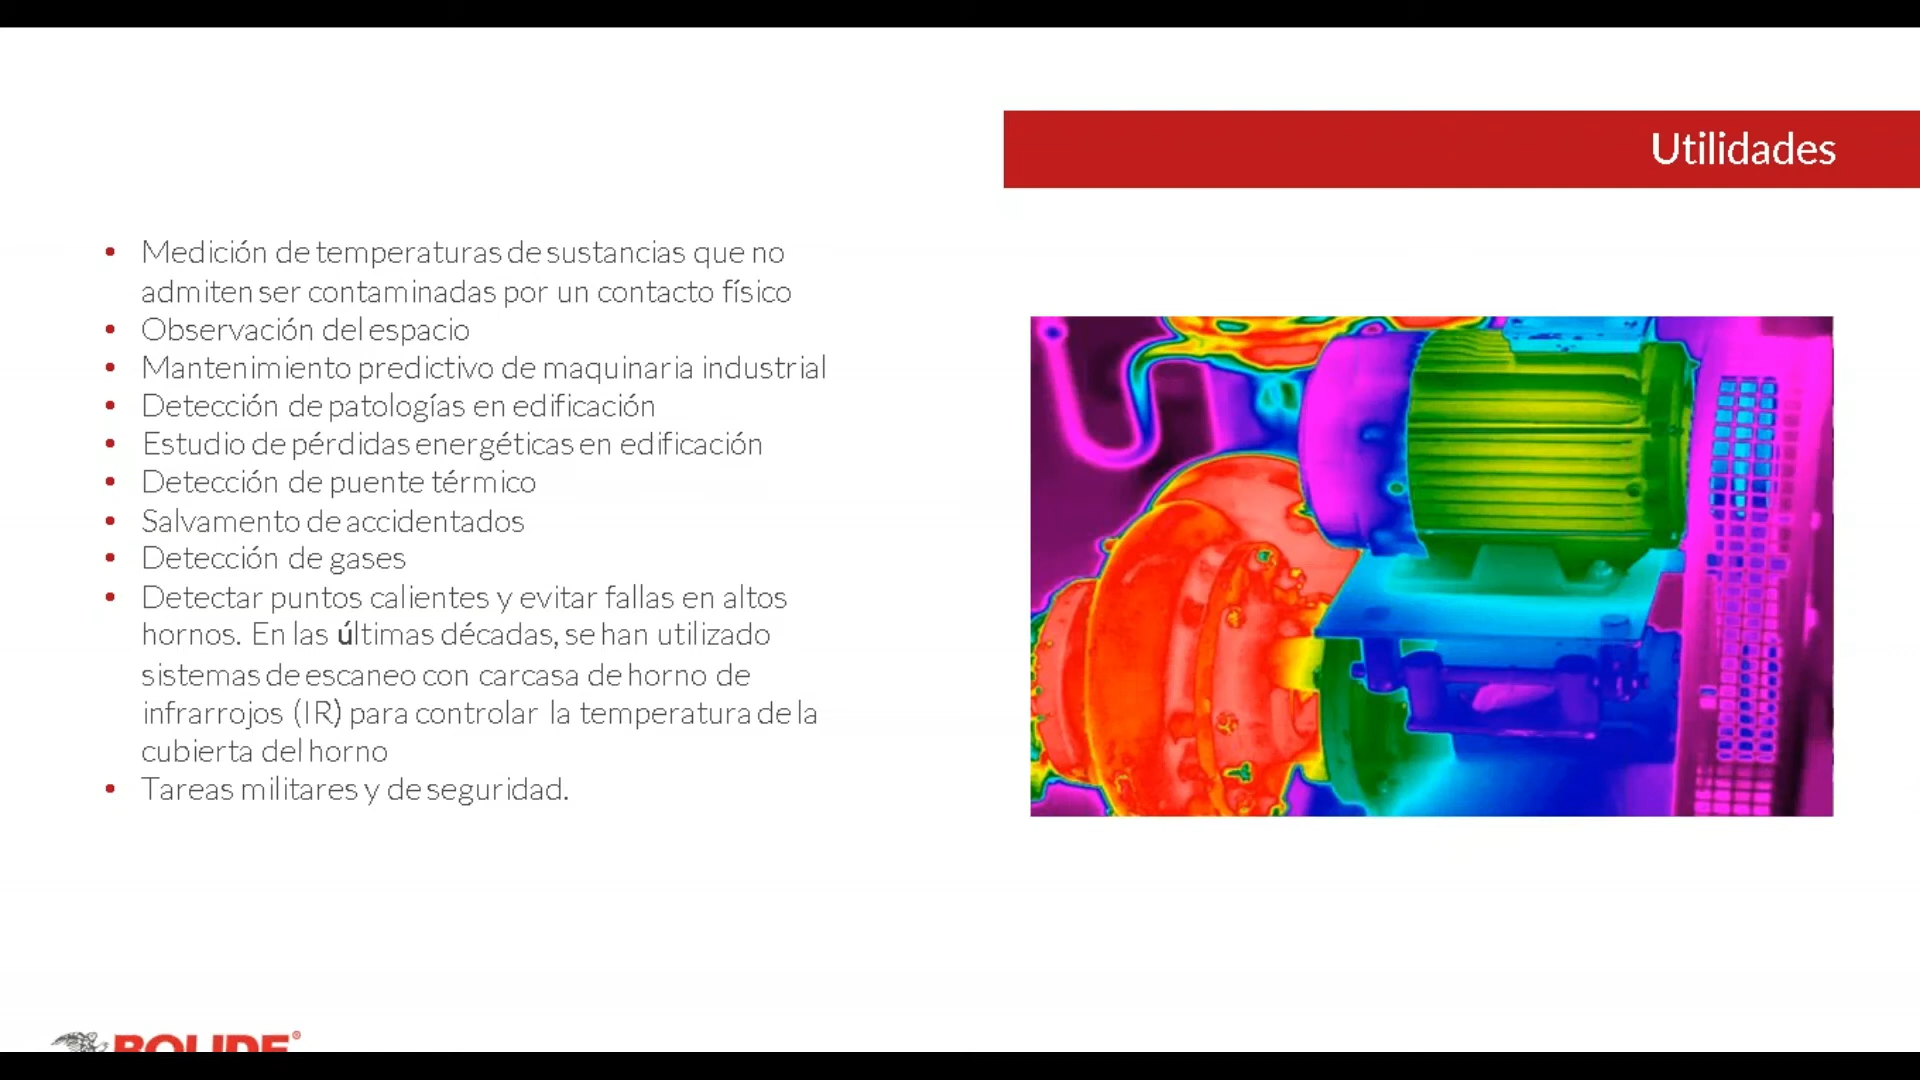 Utilidades
• Medición de temperaturas de sustancias que no
admiten ser contaminadas por un contacto físico
• Observación del espacio
• Mantenimiento predictivo de maquinaria industrial
• Detección de patologías en edificación
• Estudio de pérdidas energéticas en edificación
• Detección de puente térmico
• Salvamento de accidentados
• Detección de gases
• Detectar puntos calientes y evitar fallas en altos
hornos. En las últimas décadas, se han utilizado
sistemas de escaneo con carcasa de horno de
infrarrojos (IR) para controlar la temperatura de la
cubierta del horno
• Tareas militares y de seguridad.
BOLIDE®